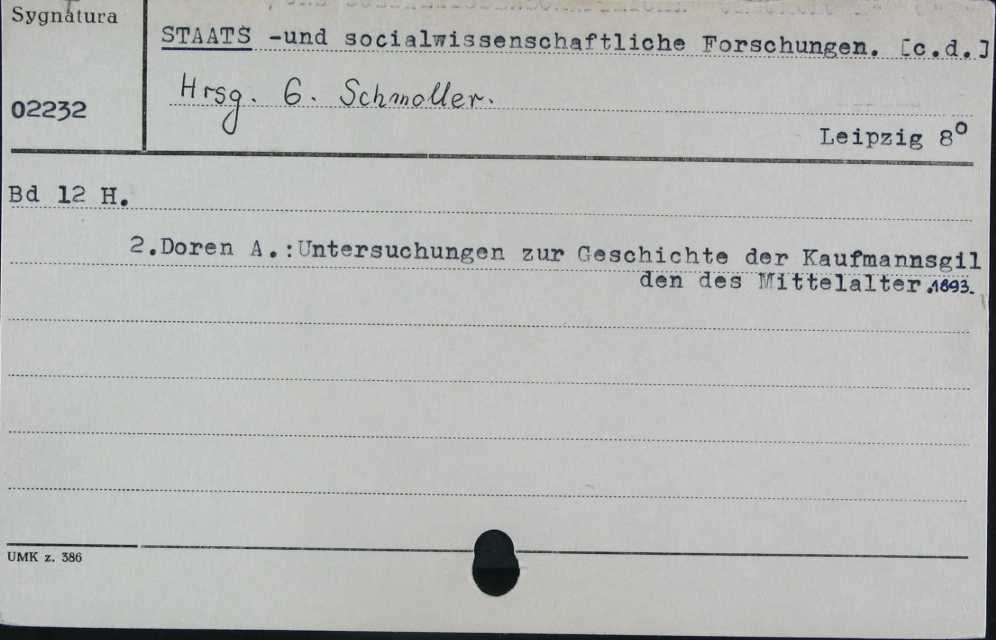 Sygnatura
STAATS -und socialwissenschaftliche Forschungen. [c.d.]
Hrsg. G. Schmoller.
02232
Leipzig 8°
Bd 12 H.
2.Doren A.:Untersuchungen zur Geschichte der Kaufmannsgil
den des Mittelalter.1893.
UMK z. 386